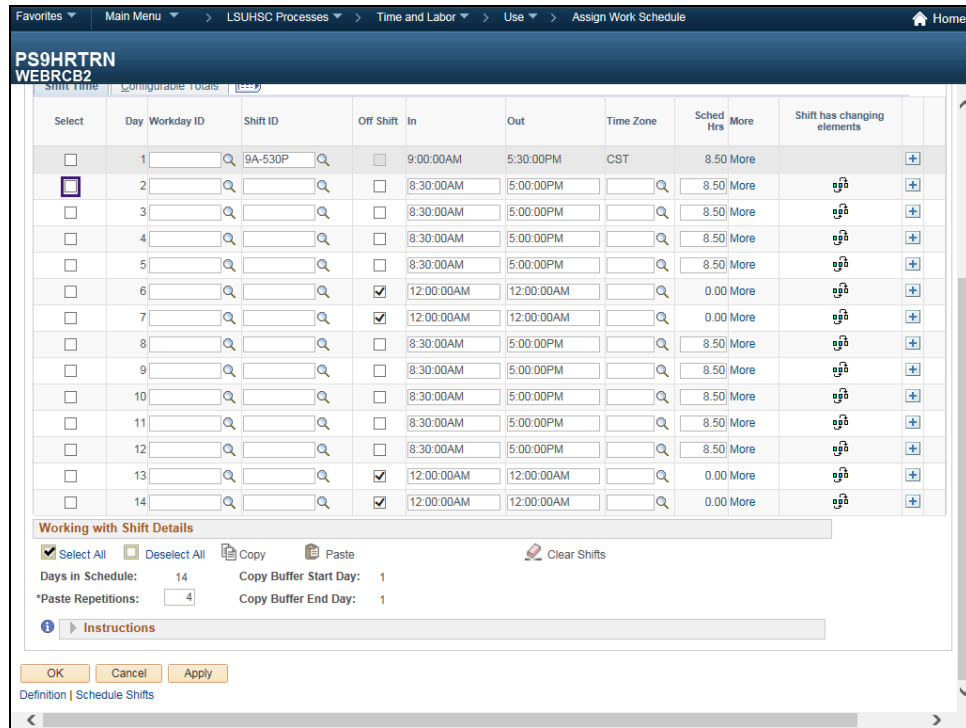 Favorites Main Menu > LSUHSC Processes > Time and Labor > Use > Assign Work Schedule Home
PS9HRTRN
WEBRCB2
Shift Time Configurable Totals
Select Day Workday ID Shift ID Off Shift In Out Time Zone Sched Hrs More Shift has changing elements
1 9A-530P 9:00:00AM 5:30:00PM CST 8.50 More
2 8:30:00AM 5:00:00PM 8.50 More
3 8:30:00AM 5:00:00PM 8.50 More
4 8:30:00AM 5:00:00PM 8.50 More
5 8:30:00AM 5:00:00PM 8.50 More
6 12:00:00AM 12:00:00AM 0.00 More
7 12:00:00AM 12:00:00AM 0.00 More
8 8:30:00AM 5:00:00PM 8.50 More
9 8:30:00AM 5:00:00PM 8.50 More
10 8:30:00AM 5:00:00PM 8.50 More
11 8:30:00AM 5:00:00PM 8.50 More
12 8:30:00AM 5:00:00PM 8.50 More
13 12:00:00AM 12:00:00AM 0.00 More
14 12:00:00AM 12:00:00AM 0.00 More
Working with Shift Details
Select All Deselect All Copy Paste Clear Shifts
Days in Schedule: 14 Copy Buffer Start Day: 1
*Paste Repetitions: 4 Copy Buffer End Day: 1
Instructions
OK Cancel Apply
Definition | Schedule Shifts